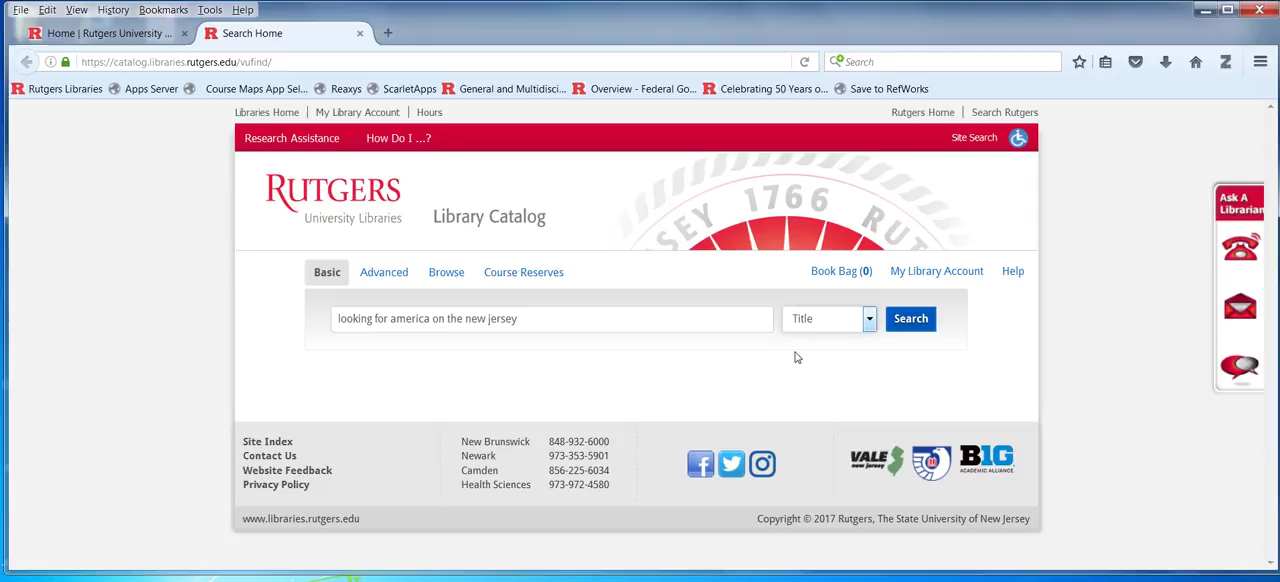 File Edit View History Bookmarks Tools Help
Home | Rutgers University ... × Search Home × +
https://catalog.libraries.rutgers.edu/vufind/ Search
Rutgers Libraries Apps Server Course Maps App Sel... Reaxys ScarletApps General and Multidisci... Overview - Federal Go... Celebrating 50 Years o... Save to RefWorks
Libraries Home | My Library Account | Hours Rutgers Home | Search Rutgers
Research Assistance How Do I ...? Site Search
1766
RUTGERS
University Libraries
Library Catalog
Ask A
Librarian
Basic Advanced Browse Course Reserves Book Bag (0) My Library Account Help
looking for america on the new jersey Title Search
Site Index New Brunswick 848-932-6000
Contact Us Newark 973-353-5901
Website Feedback Camden 856-225-6034
Privacy Policy Health Sciences 973-972-4580
VALE
new jersey
B1G
ACADEMIC ALLIANCE
www.libraries.rutgers.edu Copyright © 2017 Rutgers, The State University of New Jersey